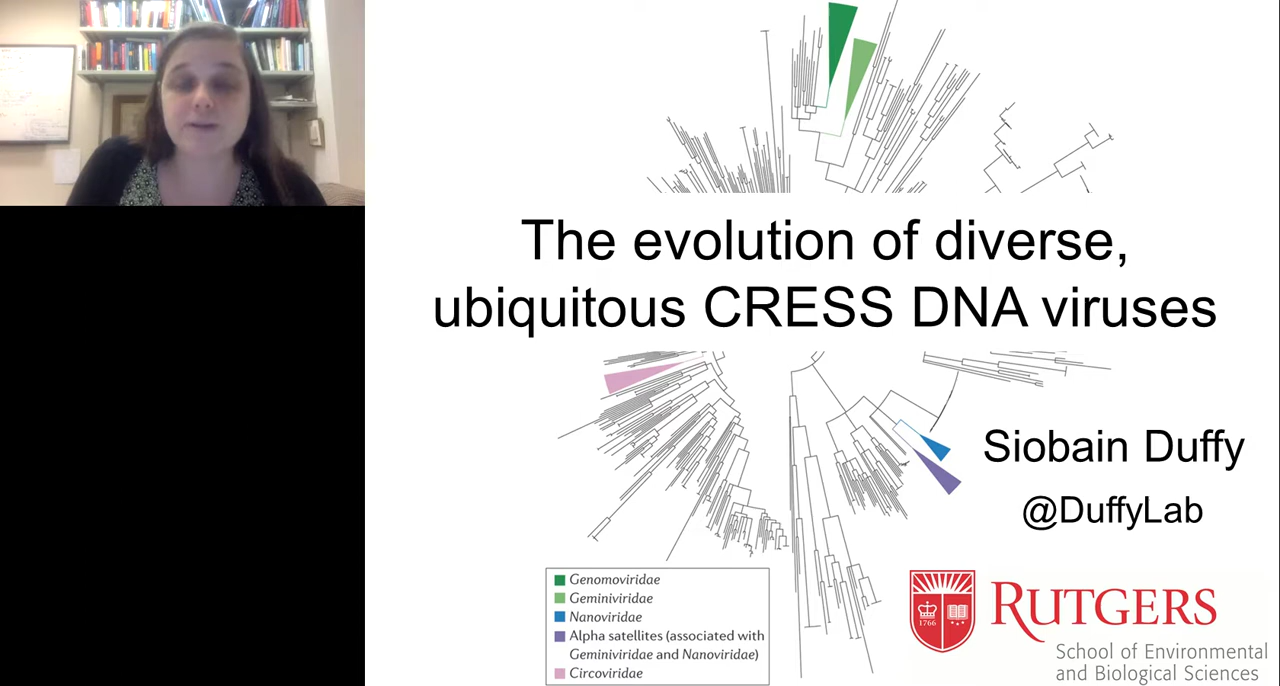 The evolution of diverse,
ubiquitous CRESS DNA viruses
Siobain Duffy
@DuffyLab
Genomoviridae
Geminiviridae
Nanoviridae
Alpha satellites (associated with
Geminiviridae and Nanoviridae)
Circoviridae
1766
RUTGERS
School of Environmental
and Biological Sciences